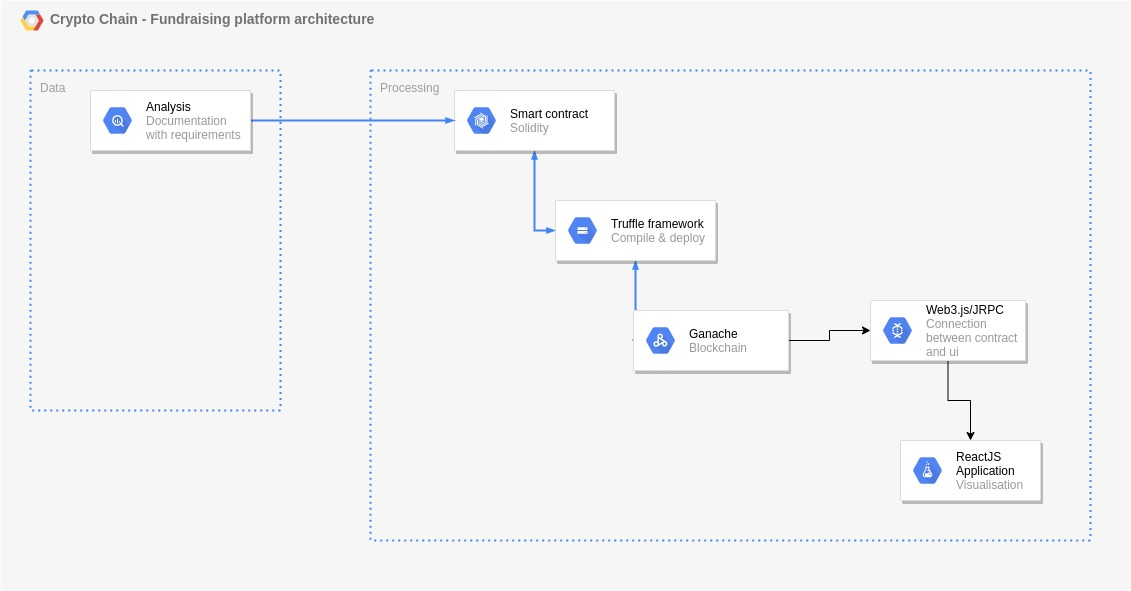 Crypto Chain - Fundraising platform architecture
Data
Analysis
Documentation
with requirements
Processing
Smart contract
Solidity
Truffle framework
Compile & deploy
Ganache
Blockchain
Web3.js/JRPC
Connection
between contract
and ui
ReactJS
Application
Visualisation